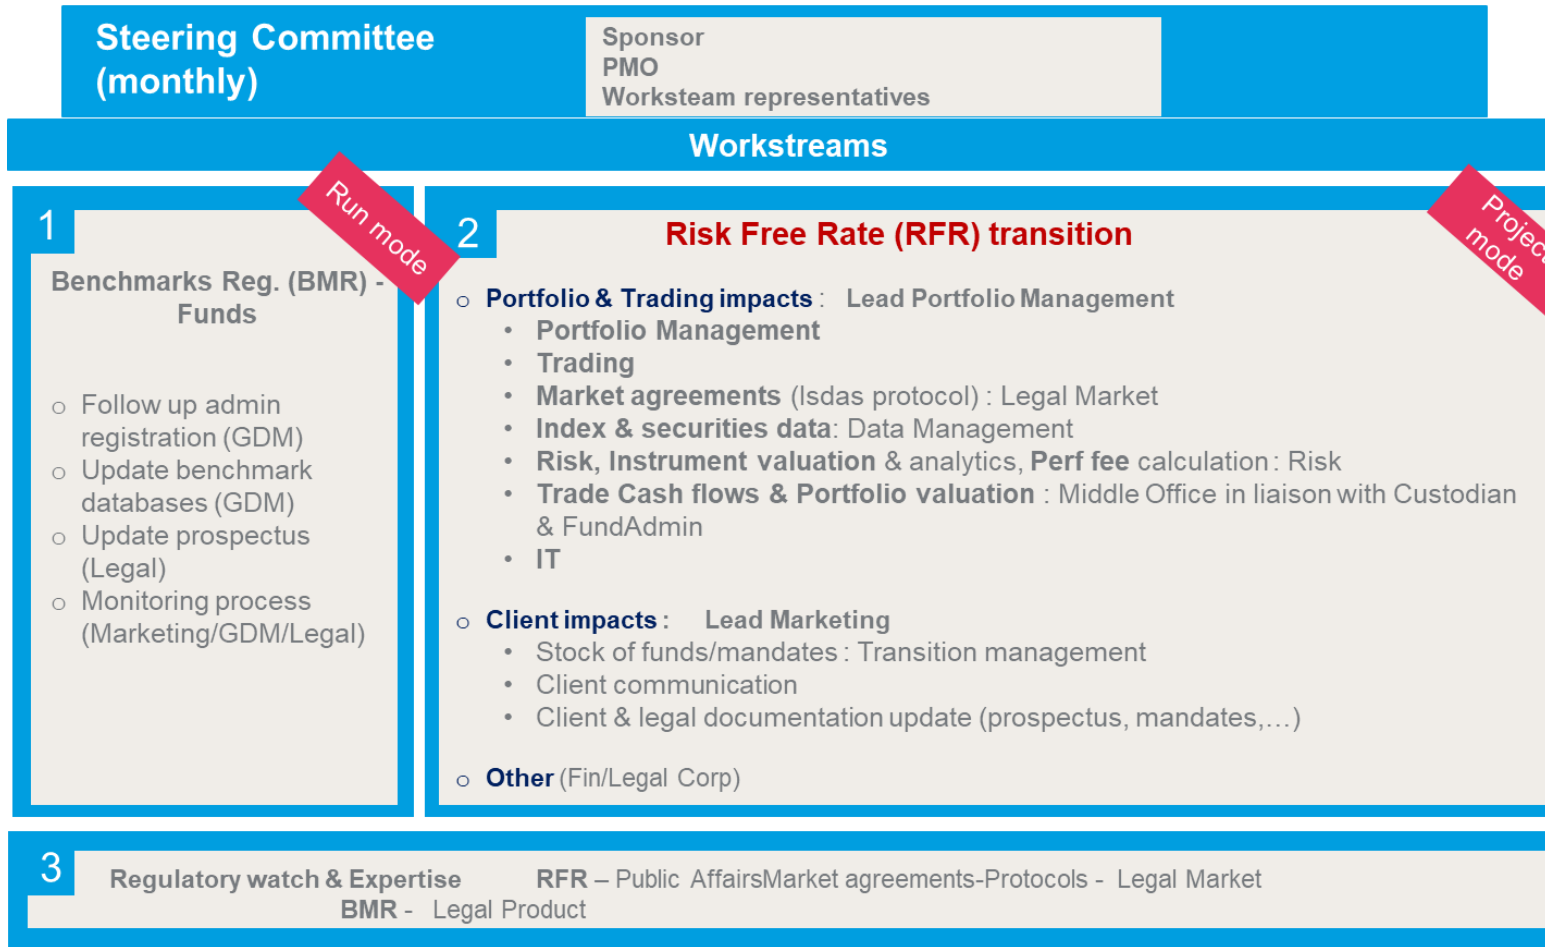 Steering Committee
(monthly)
Sponsor
PMO
Worksteam representatives
Workstreams
1
Run mode
Benchmarks Reg. (BMR) -
Funds
o Follow up admin
registration (GDM)
o Update benchmark
databases (GDM)
o Update prospectus
(Legal)
o Monitoring process
(Marketing/GDM/Legal)
2
Project
mode
Risk Free Rate (RFR) transition
o Portfolio & Trading impacts : Lead Portfolio Management
• Portfolio Management
• Trading
• Market agreements (Isdas protocol) : Legal Market
• Index & securities data: Data Management
• Risk, Instrument valuation & analytics, Perf fee calculation : Risk
• Trade Cash flows & Portfolio valuation : Middle Office in liaison with Custodian
& FundAdmin
• IT
o Client impacts : Lead Marketing
• Stock of funds/mandates : Transition management
• Client communication
• Client & legal documentation update (prospectus, mandates,…)
o Other (Fin/Legal Corp)
3
Regulatory watch & Expertise RFR – Public AffairsMarket agreements-Protocols - Legal Market
BMR - Legal Product